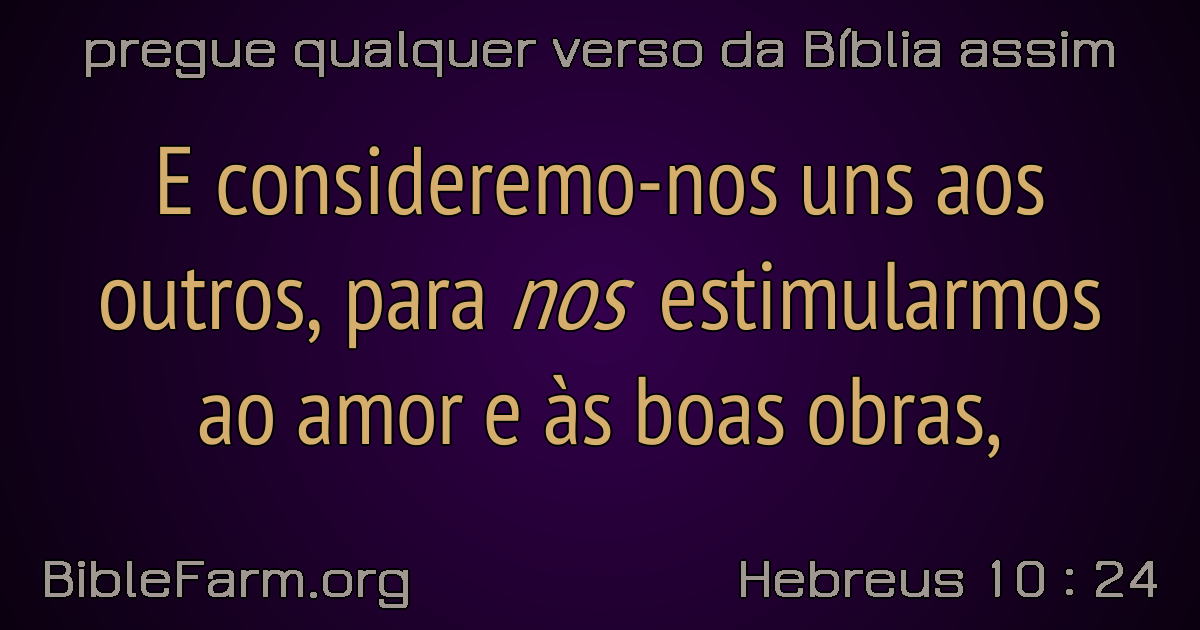 pregue qualquer verso da Bíblia assim
E consideremo-nos uns aos
outros, para nos estimularmos
ao amor e às boas obras,
BibleFarm.org
Hebreus 10 : 24